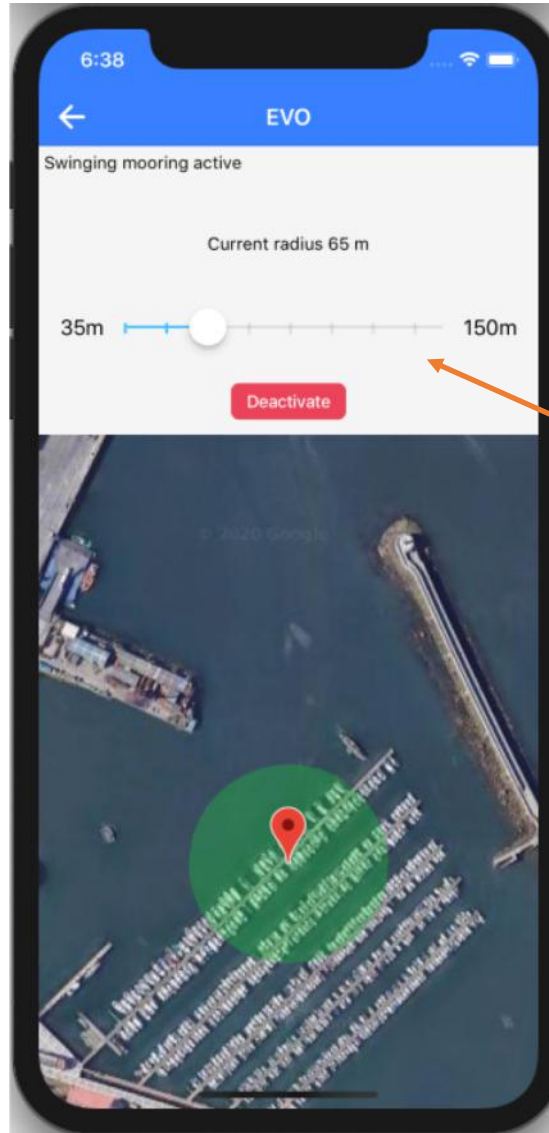 6:38
EVO
Swinging mooring active
Current radius 65 m
35m
150m
Deactivate
© 2020 Google